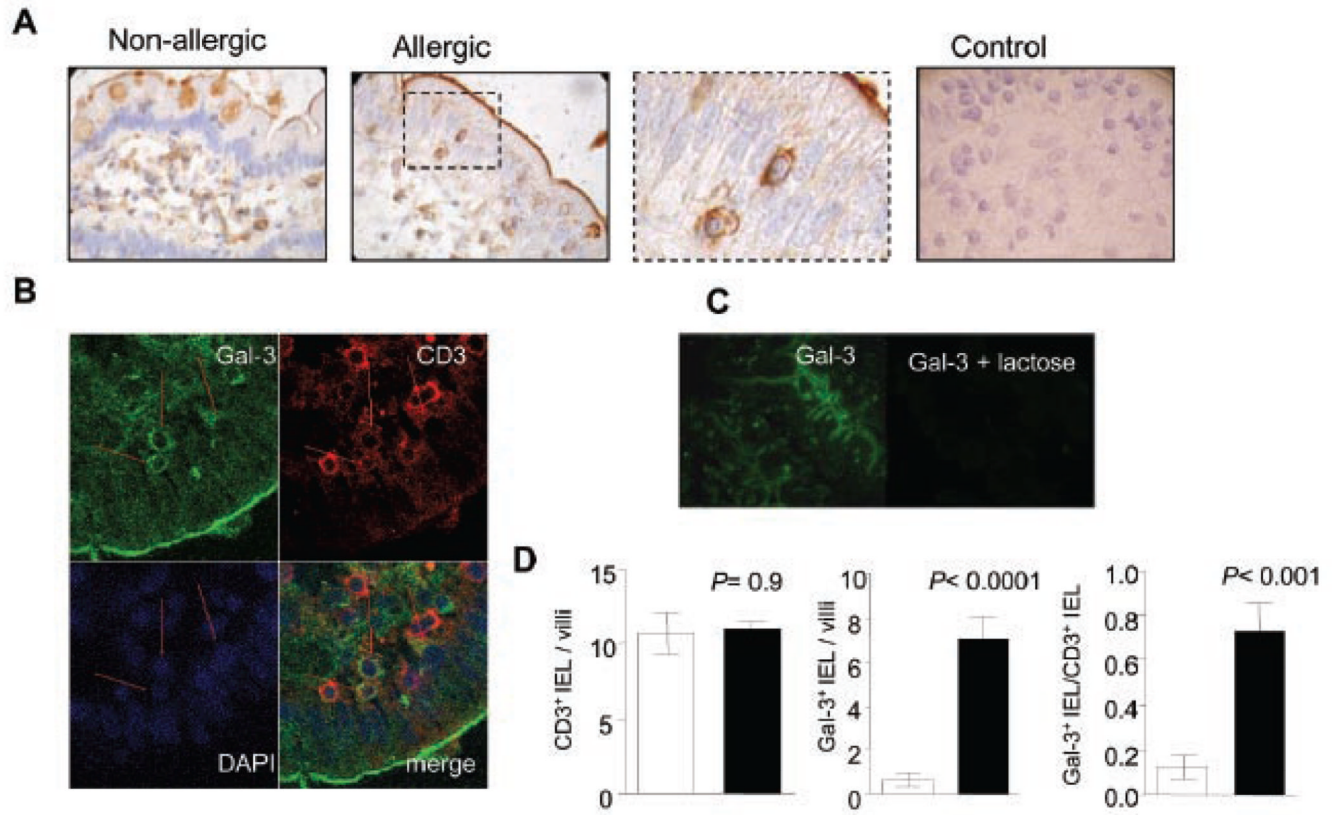 A
Non-allergic
Allergic
Control
B
Gal-3
CD3
DAPI
merge
C
Gal-3
Gal-3 + lactose
D
CD3⁺ IEL / villi
15
10
5
0
P= 0.9
Gal-3⁺ IEL / villi
10
8
6
4
2
0
P< 0.0001
Gal-3⁺ IEL/CD3⁺ IEL
1.0
0.8
0.6
0.4
0.2
0.0
P< 0.001